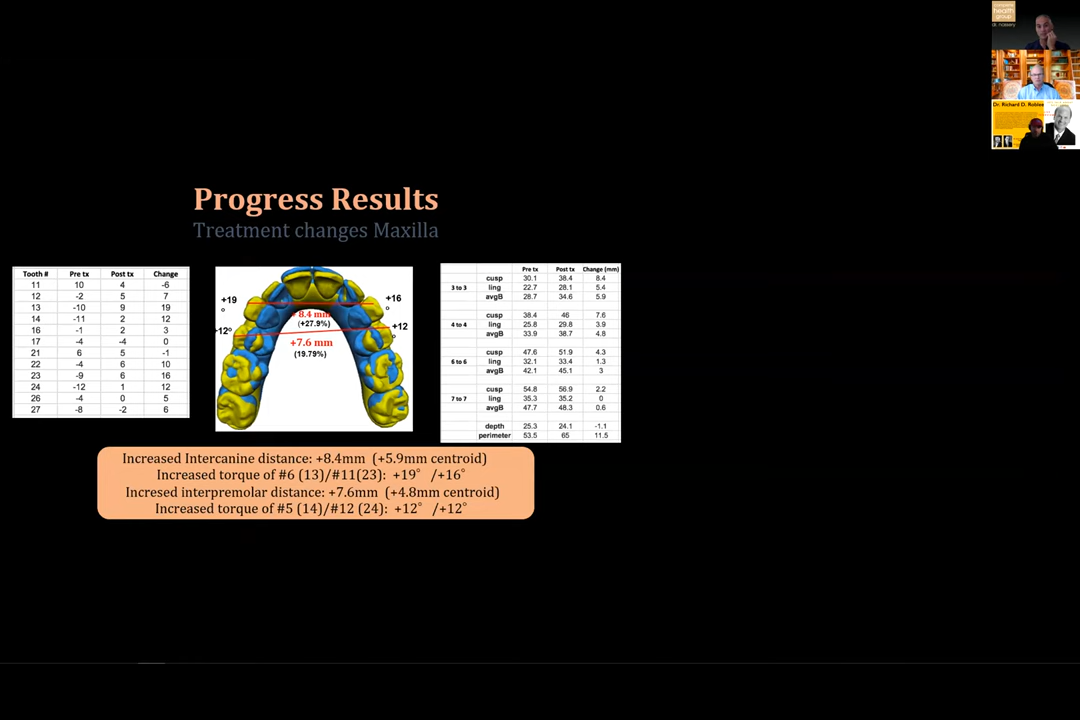 complete
health
group
dr. noisery
Dr. Richard D. Roblee
Progress Results
Treatment changes Maxilla
Tooth # Pre tx Post tx Change
11 10 4 -6
12 -2 5 7
13 -10 9 19
14 -11 2 12
16 -1 2 3
17 -4 -4 0
21 6 5 -1
22 -4 6 10
23 -9 6 16
24 -12 1 12
26 -4 0 5
27 -8 -2 6
+19 °
+16 °
+ 8.4 mm
(+27.9%)
+12°
+12 °
+7.6 mm
(19.79%)
Pre tx Post tx Change (mm)
cusp 30.1 38.4 8.4
3 to 3 ling 22.7 28.1 5.4
avgB 28.7 34.6 5.9
cusp 38.4 46 7.6
4 to 4 ling 25.8 29.8 3.9
avgB 33.9 38.7 4.8
cusp 47.6 51.9 4.3
6 to 6 ling 32.1 33.4 1.3
avgB 42.1 45.1 3
cusp 54.8 56.9 2.2
7 to 7 ling 35.3 35.2 0
avgB 47.7 48.3 0.6
depth 25.3 24.1 -1.1
perimeter 53.5 65 11.5
Increased Intercanine distance: +8.4mm (+5.9mm centroid)
Increased torque of #6 (13)/#11(23): +19° /+16°
Incresed interpremolar distance: +7.6mm (+4.8mm centroid)
Increased torque of #5 (14)/#12 (24): +12° /+12°